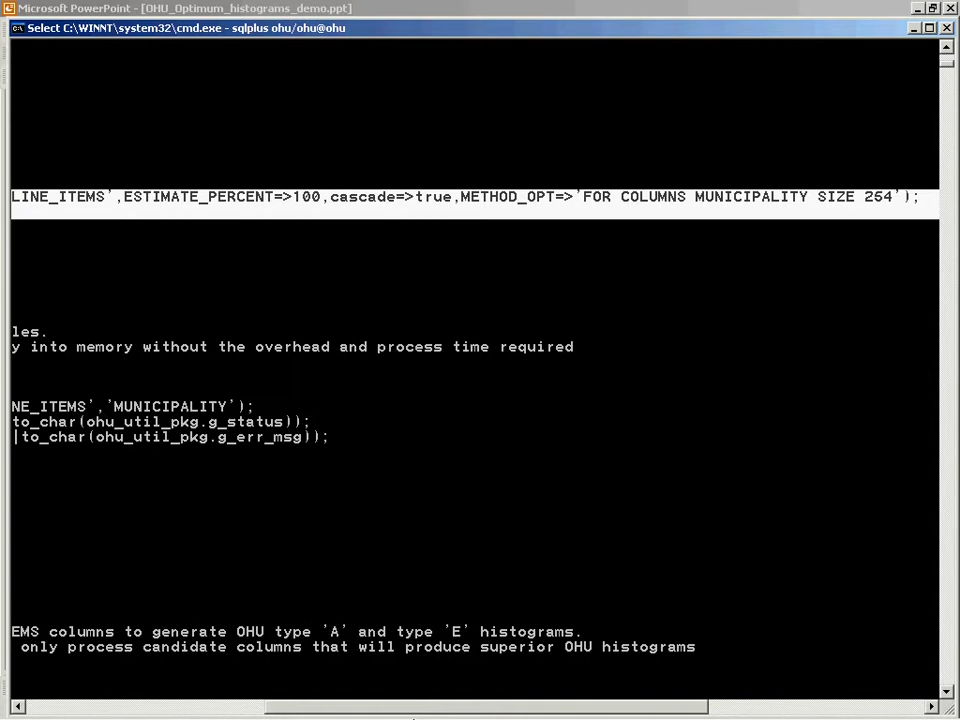 Microsoft PowerPoint - [OHU_Optimum_histograms_demo.ppt]
Select C:\WINNT\system32\cmd.exe - sqlplus ohu/ohu@ohu
LINE_ITEMS',ESTIMATE_PERCENT=>100,cascade=>true,METHOD_OPT=>'FOR COLUMNS MUNICIPALITY SIZE 254');
les.
y into memory without the overhead and process time required
NE_ITEMS','MUNICIPALITY');
to_char(ohu_util_pkg.g_status));
|to_char(ohu_util_pkg.g_err_msg));
EMS columns to generate OHU type 'A' and type 'E' histograms.
only process candidate columns that will produce superior OHU histograms